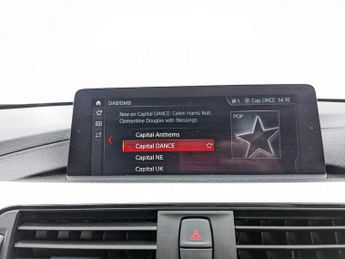 DAB/DMB
1 Cap DNCE 14:10
Now on Capital DANCE: Calvin Harris feat.
Clementine Douglas with Blessings
POP
Capital Anthems
Capital DANCE
Capital NE
Capital UK